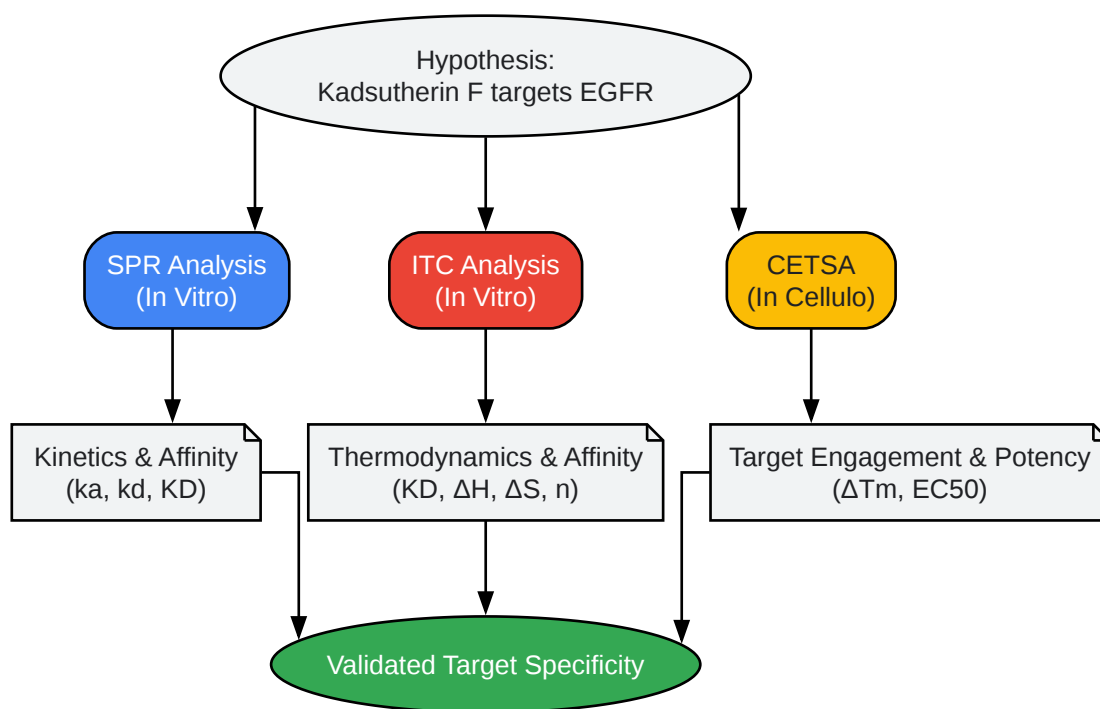 Hypothesis:
Kadsutherin F targets EGFR
SPR Analysis
(In Vitro)
ITC Analysis
(In Vitro)
CETSA
(In Cellulo)
Kinetics & Affinity
(ka, kd, KD)
Thermodynamics & Affinity
(KD, ΔH, ΔS, n)
Target Engagement & Potency
(ΔTm, EC50)
Validated Target Specificity